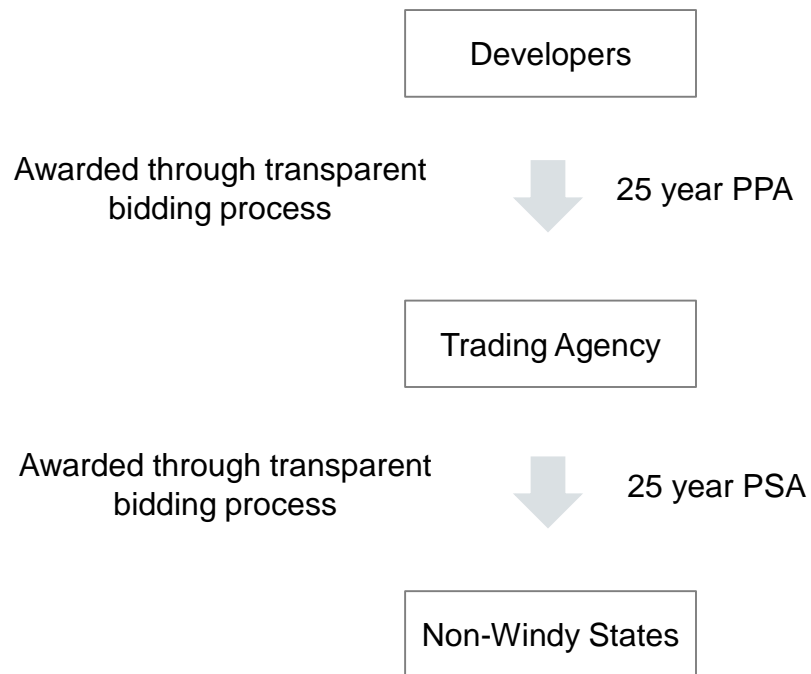 Developers
Awarded through transparent
bidding process
25 year PPA
Trading Agency
Awarded through transparent
bidding process
25 year PSA
Non-Windy States